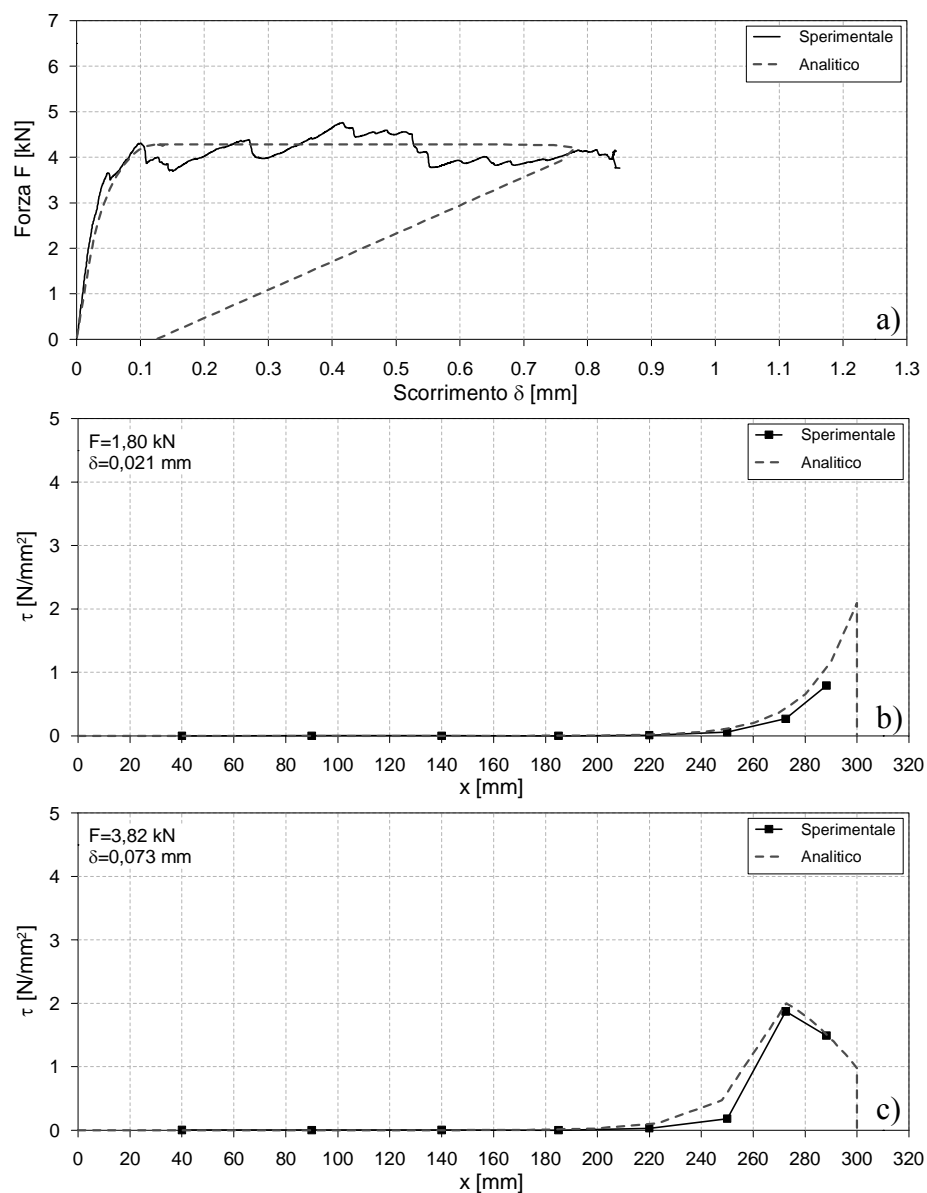 7
6
5
4
3
2
1
0
Forza F [kN]
Sperimentale
Analitico
a)
0 0.1 0.2 0.3 0.4 0.5 0.6 0.7 0.8 0.9 1 1.1 1.2 1.3
Scorrimento δ [mm]
5
4
3
2
1
0
τ [N/mm²]
F=1,80 kN
δ=0,021 mm
Sperimentale
Analitico
b)
0 20 40 60 80 100 120 140 160 180 200 220 240 260 280 300 320
x [mm]
5
4
3
2
1
0
τ [N/mm²]
F=3,82 kN
δ=0,073 mm
Sperimentale
Analitico
c)
0 20 40 60 80 100 120 140 160 180 200 220 240 260 280 300 320
x [mm]